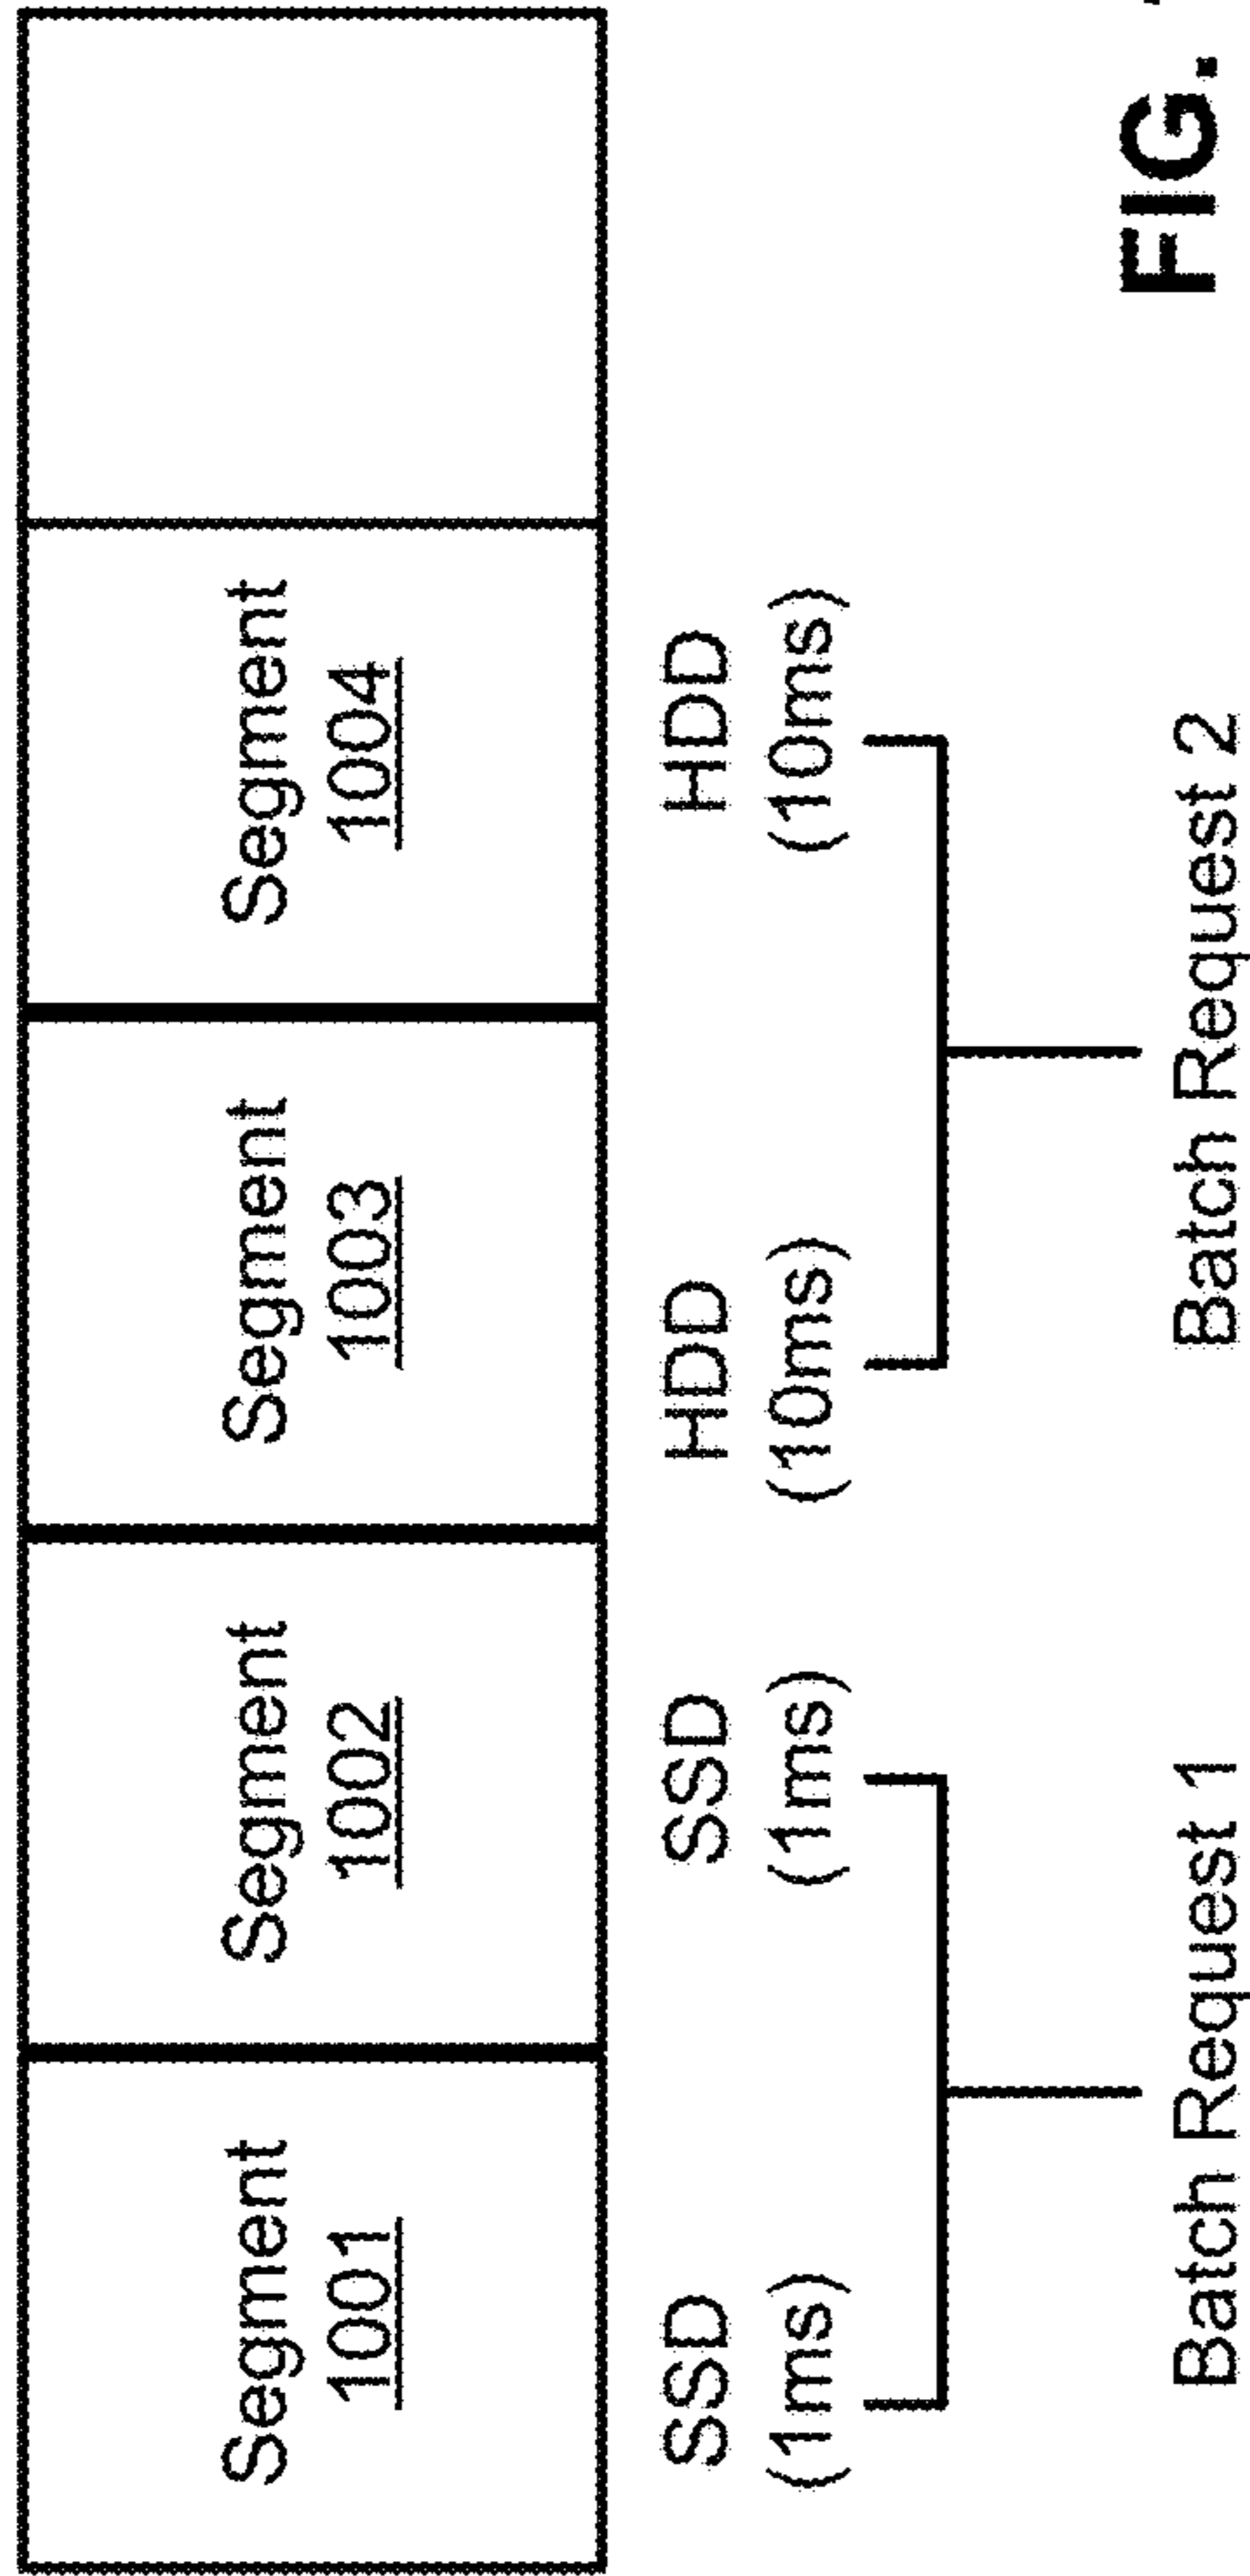 Segment
1001
Segment
1002
Segment
1003
Segment
1004
SSD
(1ms)
SSD
(1ms)
HDD
(10ms)
HDD
(10ms)
Batch Request 1
Batch Request 2
FIG.